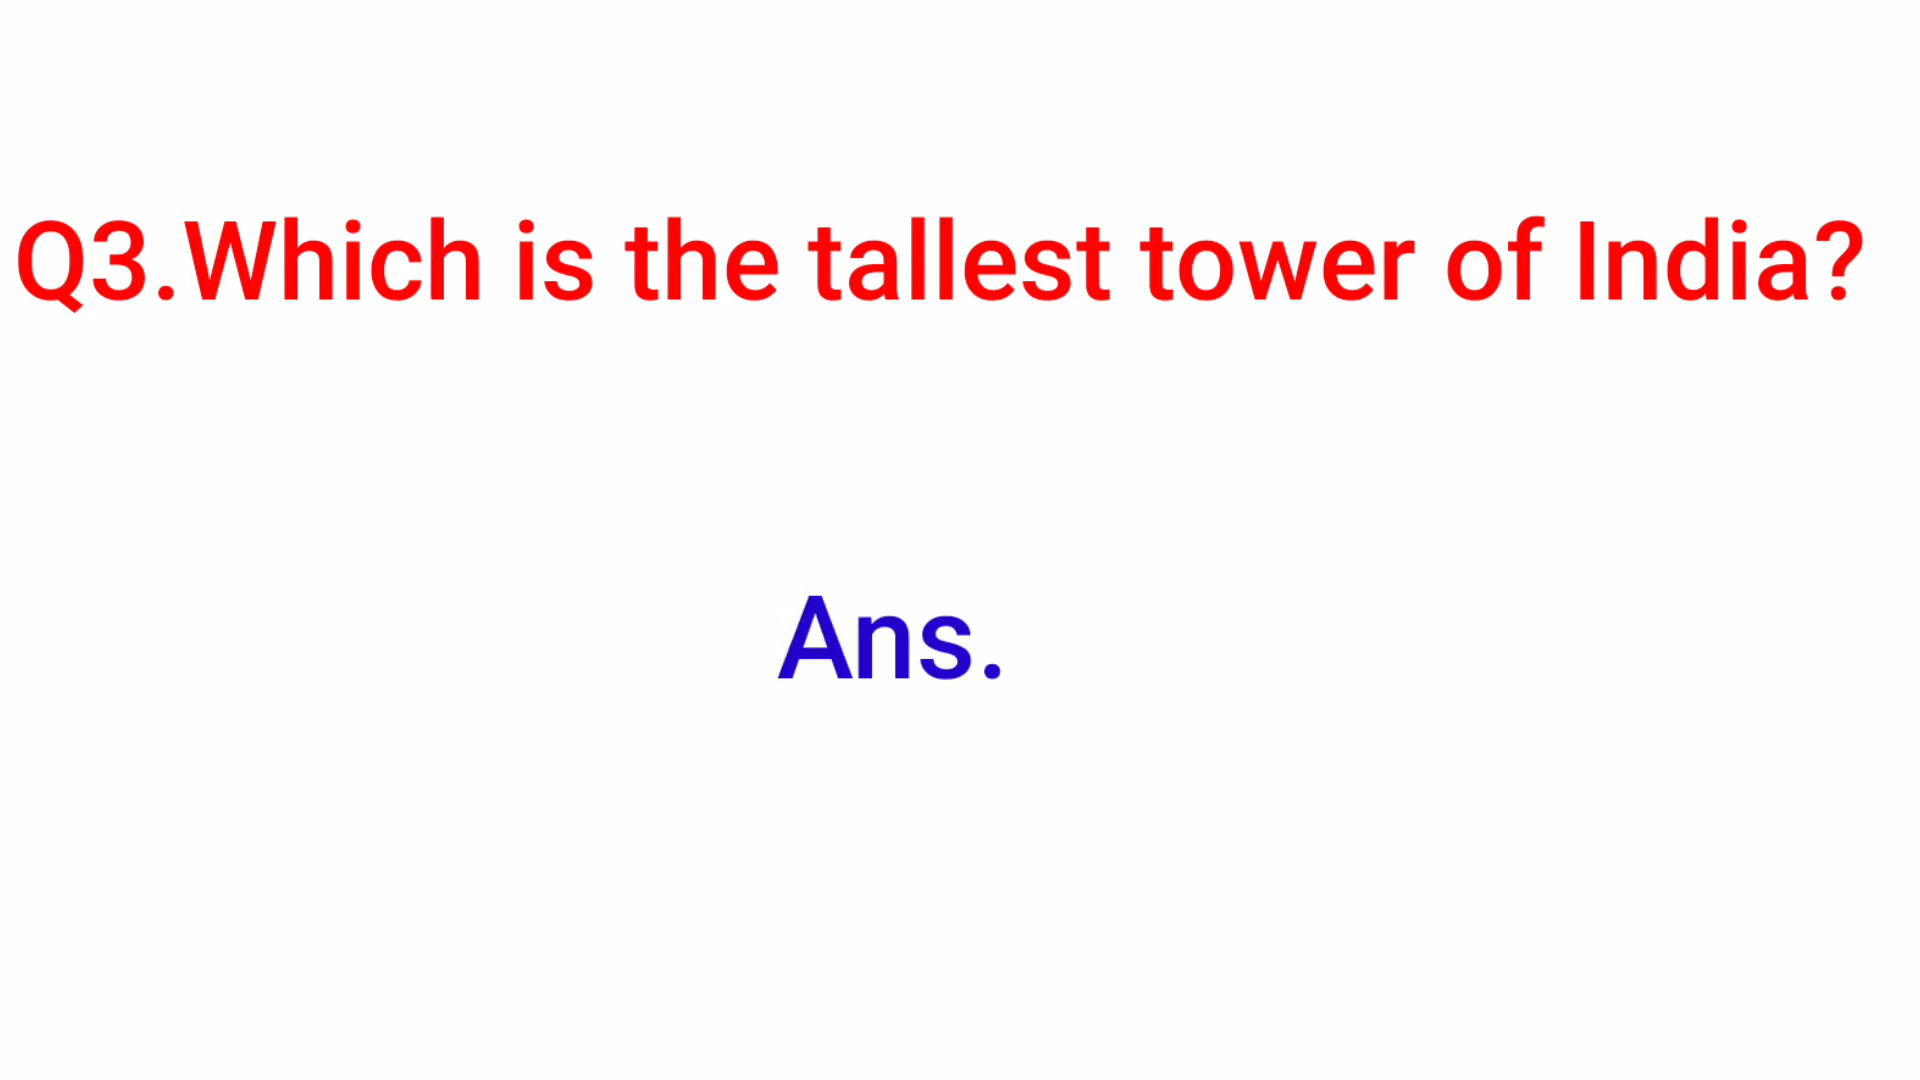 Q3.Which is the tallest tower of India?
Ans.